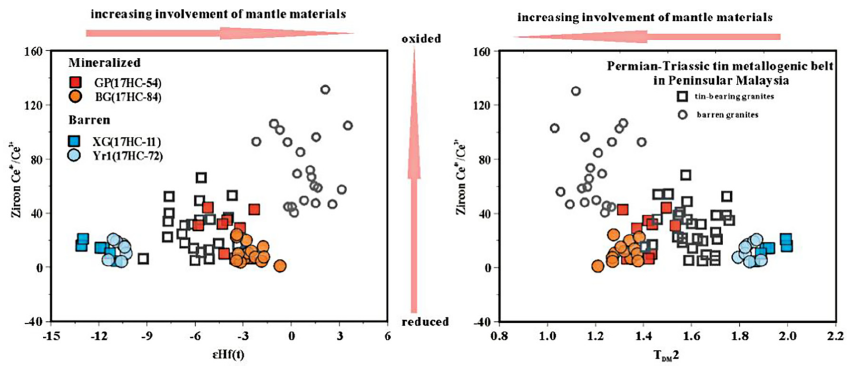 increasing involvement of mantle materials
160
120
80
40
0
-40
Zircon Ce⁴⁺/Ce³⁺
Mineralized
GP(17HC-54)
BG(17HC-84)
Barren
XG(17HC-11)
Yr1(17HC-72)
-15 -12 -9 -6 -3 0 3 6
εHf(t)
oxided
reduced
increasing involvement of mantle materials
160
120
80
40
0
-40
Zircon Ce⁴⁺/Ce³⁺
Permian-Triassic tin metallogenic belt
in Peninsular Malaysia
tin-bearing granites
barren granites
0.8 1.0 1.2 1.4 1.6 1.8 2.0 2.2
T_DM2